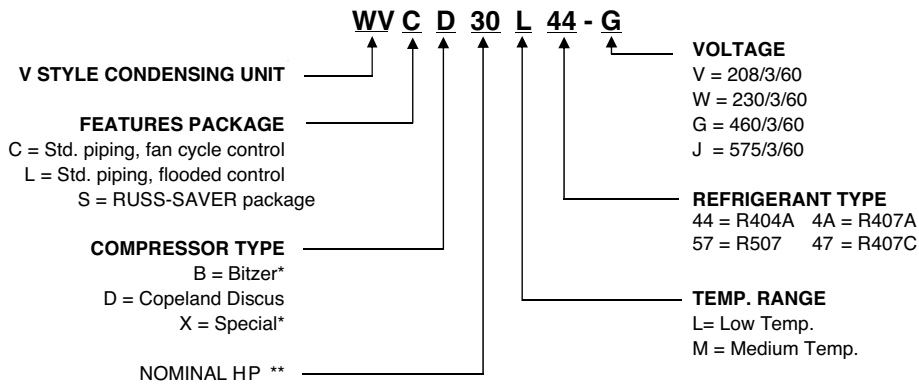 WV C D 30 L 44 - G
V STYLE CONDENSING UNIT
FEATURES PACKAGE
C = Std. piping, fan cycle control
L = Std. piping, flooded control
S = RUSS-SAVER package
COMPRESSOR TYPE
B = Bitzer*
D = Copeland Discus
X = Special*
NOMINAL HP **
VOLTAGE
V = 208/3/60
W = 230/3/60
G = 460/3/60
J = 575/3/60
REFRIGERANT TYPE
44 = R404A 4A = R407A
57 = R507 47 = R407C
TEMP. RANGE
L= Low Temp.
M = Medium Temp.